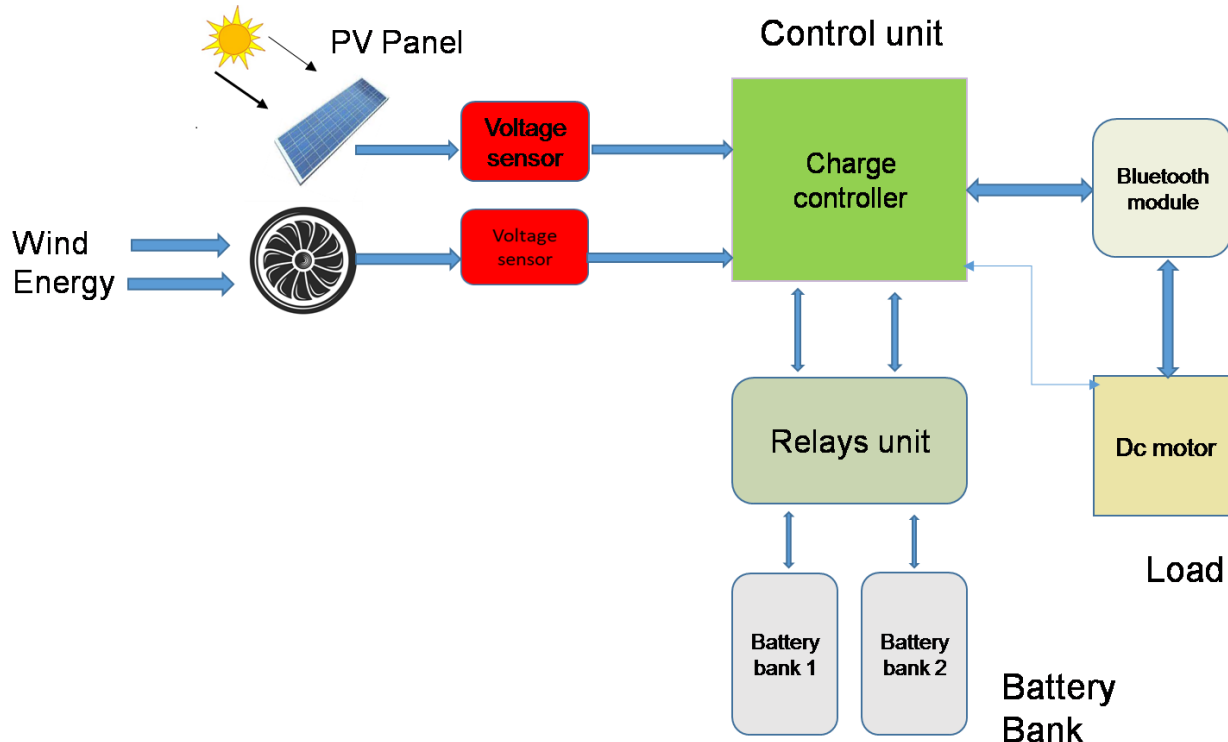 PV Panel
Control unit
Voltage
sensor
Charge
controller
Bluetooth
module
Wind
Energy
Voltage
sensor
Relays unit
Dc motor
Load
Battery
bank 1
Battery
bank 2
Battery
Bank